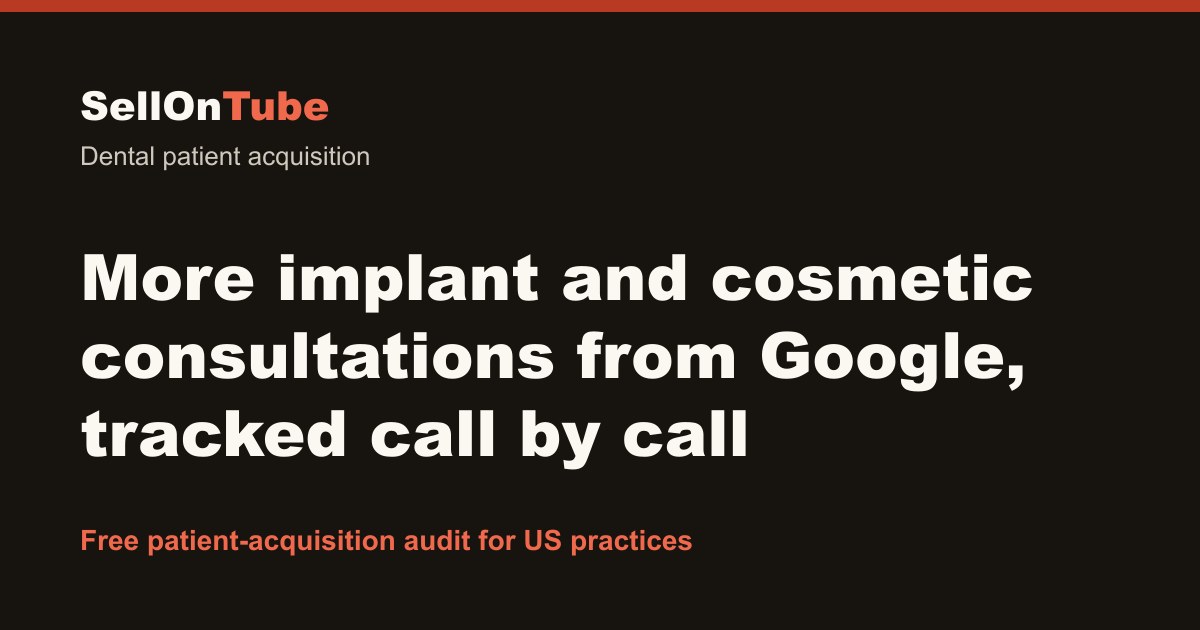 SellOnTube
Dental patient acquisition
More implant and cosmetic
consultations from Google,
tracked call by call
Free patient-acquisition audit for US practices